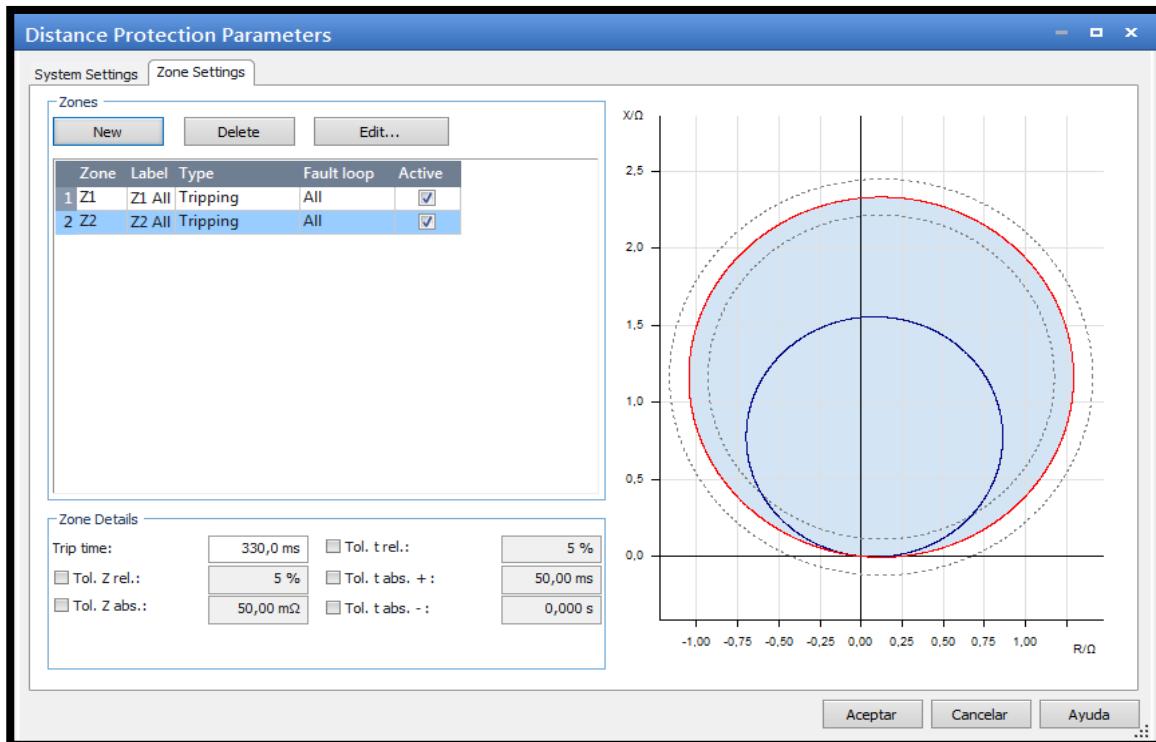 Distance Protection Parameters
System Settings Zone Settings
Zones
New Delete Edit...
Zone Label Type Fault loop Active
1 Z1 Z1 All Tripping All
2 Z2 Z2 All Tripping All
Zone Details
Trip time: 330,0 ms Tol. t rel.: 5 %
Tol. Z rel.: 5 % Tol. t abs. + : 50,00 ms
Tol. Z abs.: 50,00 mΩ Tol. t abs. - : 0,000 s
X/Ω
2,5
2,0
1,5
1,0
0,5
0,0
-1,00 -0,75 -0,50 -0,25 0,00 0,25 0,50 0,75 1,00
R/Ω
Aceptar Cancelar Ayuda